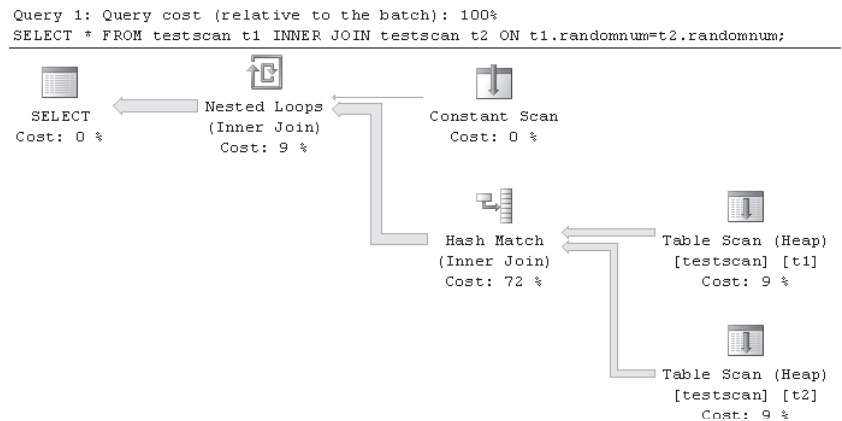 Query 1: Query cost (relative to the batch): 100%
SELECT * FROM testscan t1 INNER JOIN testscan t2 ON t1.randomnum=t2.randomnum;
SELECT
Cost: 0 %
Nested Loops
(Inner Join)
Cost: 9 %
Constant Scan
Cost: 0 %
Hash Match
(Inner Join)
Cost: 72 %
Table Scan (Heap)
[testscan] [t1]
Cost: 9 %
Table Scan (Heap)
[testscan] [t2]
Cost: 9 %